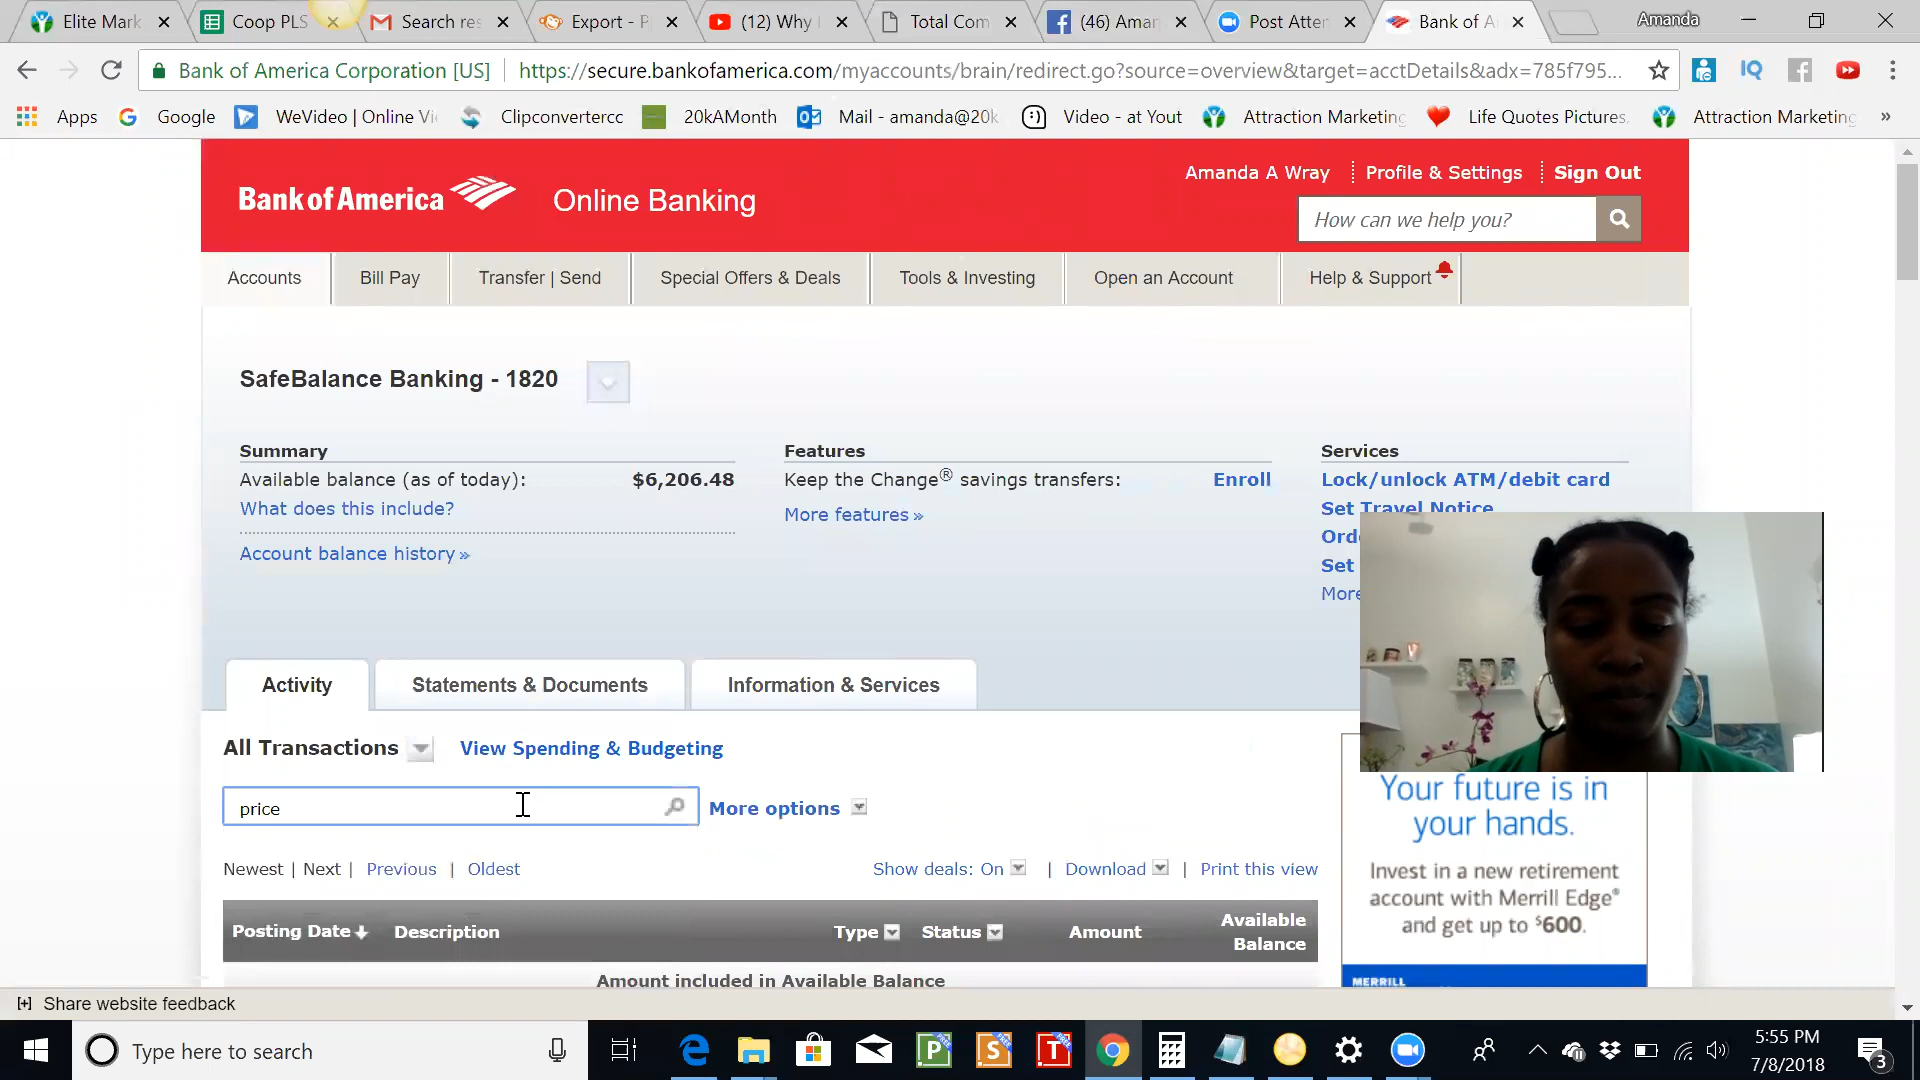 Elite Mark
Coop PLS
Search res
Export - P
(12) Why
Total Com
(46) Aman
Post Atter
Bank of A
Amanda
Bank of America Corporation [US]
https://secure.bankofamerica.com/myaccounts/brain/redirect.go?source=overview&target=acctDetails&adx=785f795...
Apps
Google
WeVideo | Online Vi
Clipconvertercc
20kAMonth
Mail - amanda@20k
Video - at Yout
Attraction Marketing
Life Quotes Pictures,
Attraction Marketing
»
Bank of America
Online Banking
Amanda A Wray
Profile & Settings
Sign Out
How can we help you?
Accounts
Bill Pay
Transfer | Send
Special Offers & Deals
Tools & Investing
Open an Account
Help & Support
SafeBalance Banking - 1820
Summary
Available balance (as of today): $6,206.48
What does this include?
Account balance history »
Features
Keep the Change® savings transfers: Enroll
More features »
Services
Lock/unlock ATM/debit card
Set Travel Notice
Orde
Set
More
Activity
Statements & Documents
Information & Services
All Transactions
View Spending & Budgeting
price
More options
Newest | Next | Previous | Oldest
Show deals: On | Download | Print this view
Posting Date
Description
Type
Status
Amount
Available
Balance
Amount included in Available Balance
Your future is in
your hands.
Invest in a new retirement
account with Merrill Edge®
and get up to $600.
MERRILL
[+] Share website feedback
Type here to search
5:55 PM
7/8/2018
3